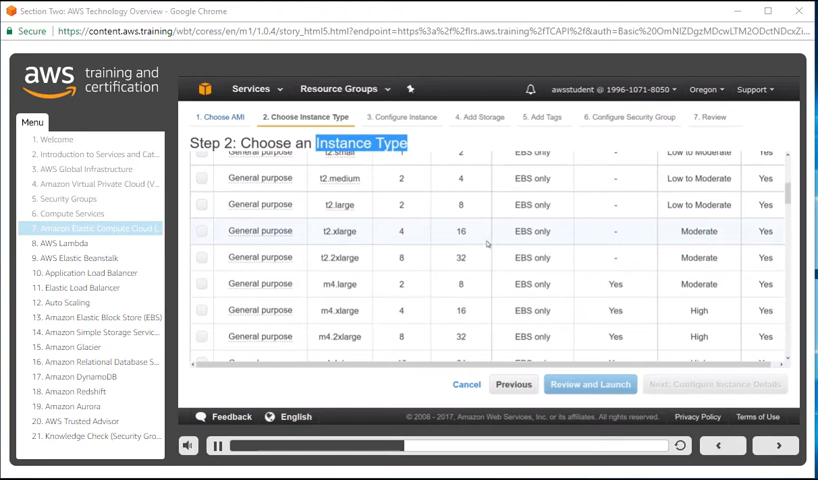 Section Two: AWS Technology Overview - Google Chrome
Secure https://content.aws.training/wbt/coress/en/m1/1.0.4/story_html5.html?endpoint=https%3a%2f%2flrs.aws.training%2fTCAPI%2f&auth=Basic%20OmNlZDgzMDcwLTM2ODctNDcxZi...
aws training and certification
Services Resource Groups awsstudent @ 1996-1071-8050 Oregon Support
1. Choose AMI 2. Choose Instance Type 3. Configure Instance 4. Add Storage 5. Add Tags 6. Configure Security Group 7. Review
Step 2: Choose an Instance Type
General purpose t2.small 1 2 EBS only - Low to Moderate Yes
General purpose t2.medium 2 4 EBS only - Low to Moderate Yes
General purpose t2.large 2 8 EBS only - Low to Moderate Yes
General purpose t2.xlarge 4 16 EBS only - Moderate Yes
General purpose t2.2xlarge 8 32 EBS only - Moderate Yes
General purpose m4.large 2 8 EBS only Yes Moderate Yes
General purpose m4.xlarge 4 16 EBS only Yes High Yes
General purpose m4.2xlarge 8 32 EBS only Yes High Yes
Cancel Previous Review and Launch Next: Configure Instance Details
Feedback English © 2008 - 2017, Amazon Web Services, Inc. or its affiliates. All rights reserved. Privacy Policy Terms of Use
Menu
1. Welcome
2. Introduction to Services and Cat...
3. AWS Global Infrastructure
4. Amazon Virtual Private Cloud (V...
5. Security Groups
6. Compute Services
7. Amazon Elastic Compute Cloud (...
8. AWS Lambda
9. AWS Elastic Beanstalk
10. Application Load Balancer
11. Elastic Load Balancer
12. Auto Scaling
13. Amazon Elastic Block Store (EBS)
14. Amazon Simple Storage Servic...
15. Amazon Glacier
16. Amazon Relational Database S...
17. Amazon DynamoDB
18. Amazon Redshift
19. Amazon Aurora
20. AWS Trusted Advisor
21. Knowledge Check (Security Gro...